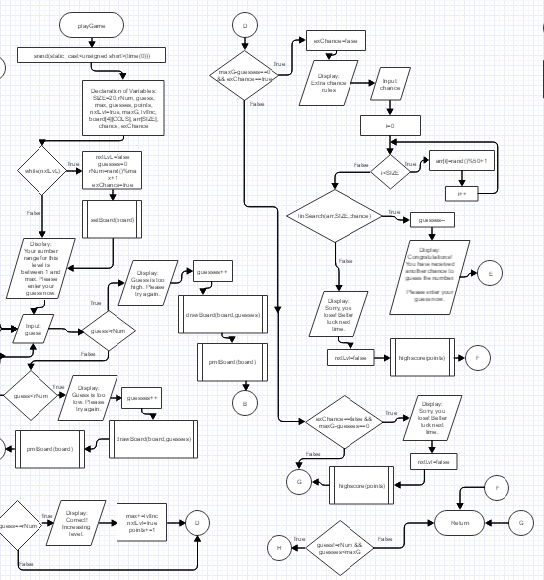 playGame
srand(static_cast<unsigned short>(time(0)))
Declaration of Variables:
SIZE=20, rNum, guess,
max, guesses, points,
nxtLvl=true, maxG, lvlInc,
board[4][COLS], arr[SIZE],
chance, exChance
while(nxtLvL)
True
False
nxtLvL=false
guesses=0
rNum=rand()%ma
x+1
exChance=true
setBoard(board)
Display:
Your number
range for this
level is
between 1 and
max. Please
enter your
guess now.
Input:
guess
guess>rNum
True
False
Display:
Guess is too
high. Please
try again.
guesses++
drawBoard(board,guesses)
prntBoard(board)
B
guess<rNum
True
Display:
Guess is too
low. Please
try again.
guesses++
drawBoard(board,guesses)
prntBoard(board)
guess==rNum
True
False
Display:
Correct!
Increasing
level.
max*=lvlInc
nxtLvl=true
points+=1
D
D
maxG-guesses==0
&& exChance==true
True
False
exChance=false
Display:
Extra chance
rules
Input:
chance
i=0
i<SIZE
True
False
arr[i]=rand()%50+1
i++
linSearch(arr,SIZE,chance)
True
False
guesses--
Display:
Congratulations!
You have received
another chance to
guess the number.
Please enter your
guess now.
E
Display:
Sorry, you
lose! Better
luck next
time.
nxtLvl=false
highscore(points)
F
exChance==false &&
maxG-guesses==0
True
False
Display:
Sorry, you
lose! Better
luck next
time.
nxtLvl=false
highscore(points)
G
F
Return
G
guess!=rNum &&
guesses<maxG
True
False
H